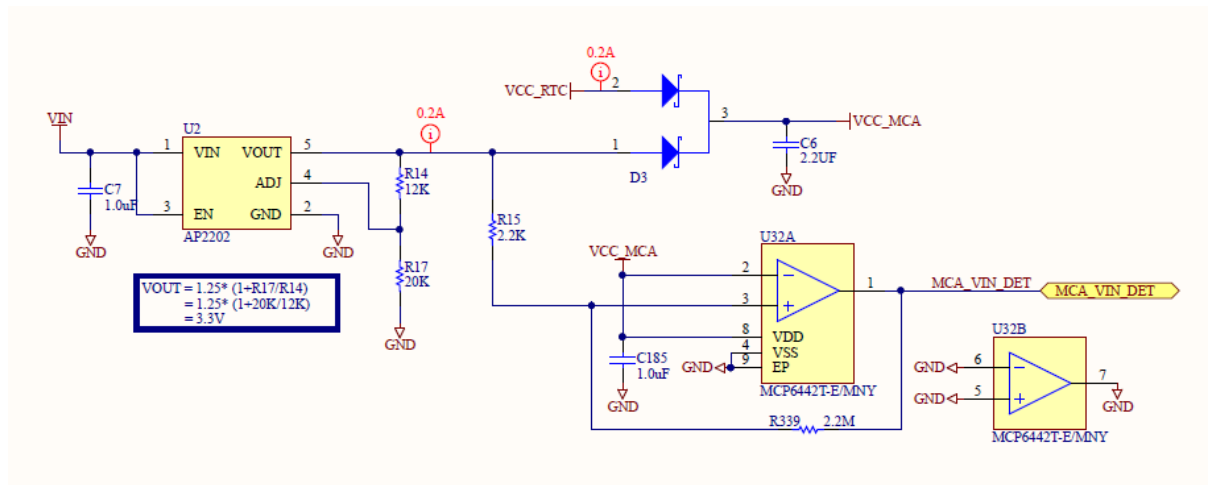 0.2A
VCC_RTC
i
2
VIN
0.2A
i
3
VCC_MCA
U2
1
VIN
VOUT
5
1
C6
2.2UF
C7
1.0uF
ADJ
4
R14
12K
D3
GND
3
EN
GND
2
AP2202
GND
GND
R15
2.2K
U32A
VCC_MCA
VOUT = 1.25* (1+R17/R14)
= 1.25* (1+20K/12K)
= 3.3V
R17
20K
2
−
1
MCA_VIN_DET
MCA_VIN_DET
3
+
U32B
GND
8
VDD
4
VSS
9
EP
GND
C185
1.0uF
GND
MCP6442T-E/MNY
GND
6
−
7
GND
GND
5
+
MCP6442T-E/MNY
R339
2.2M